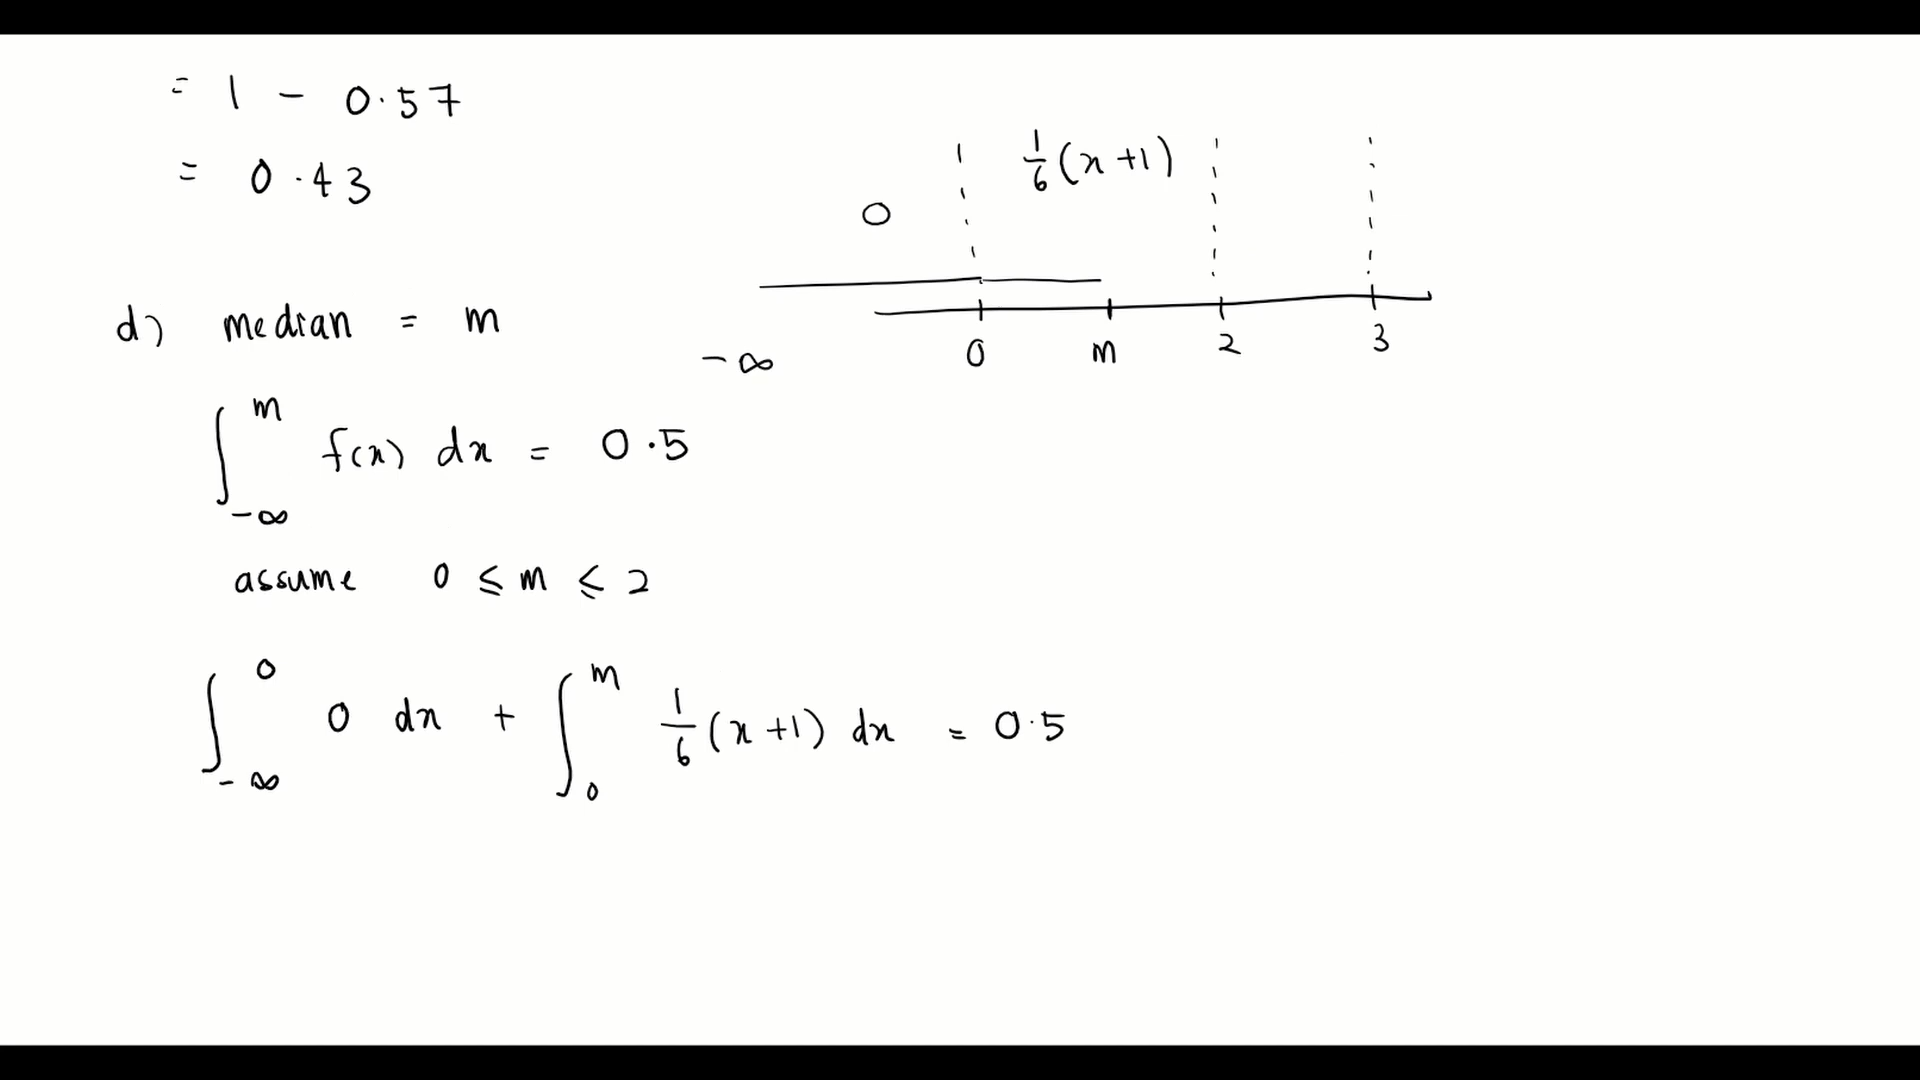 = 1 - 0.57
= 0.43
1/6 (x+1)
0
0 m 2 3
-∞
d) median = m
∫_{-∞}^{m} f(x) dx = 0.5
assume 0 ≤ m ≤ 2
∫_{-∞}^{0} 0 dx + ∫_{0}^{m} 1/6 (x+1) dx = 0.5